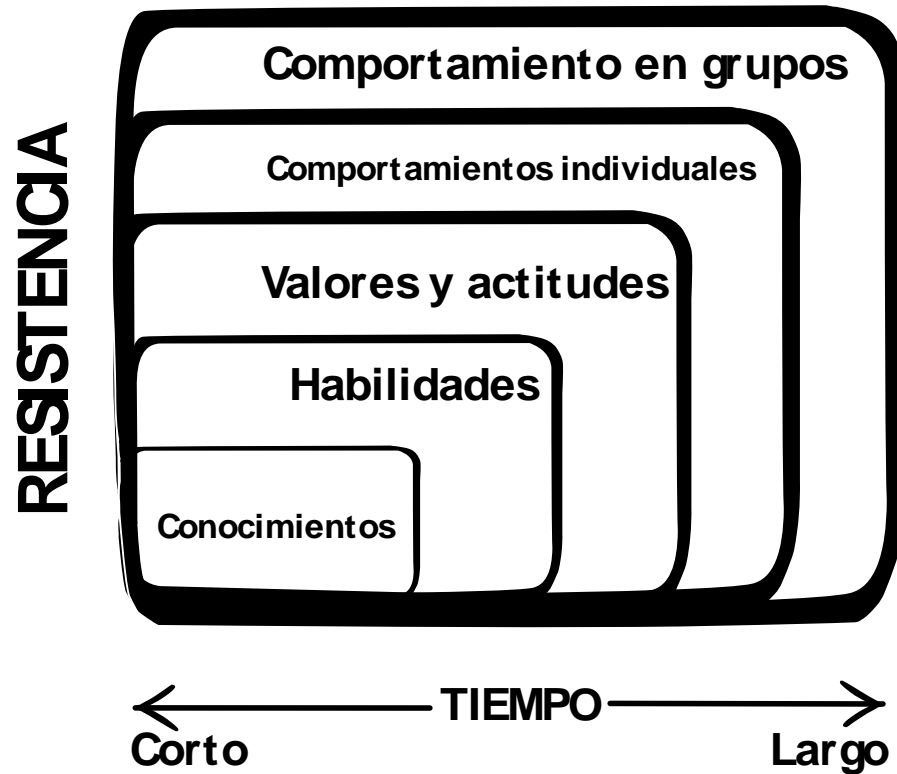 Comportamiento en grupos
Comportamientos individuales
Valores y actitudes
Habilidades
Conocimientos
RESISTENCIA
TIEMPO
Corto
Largo